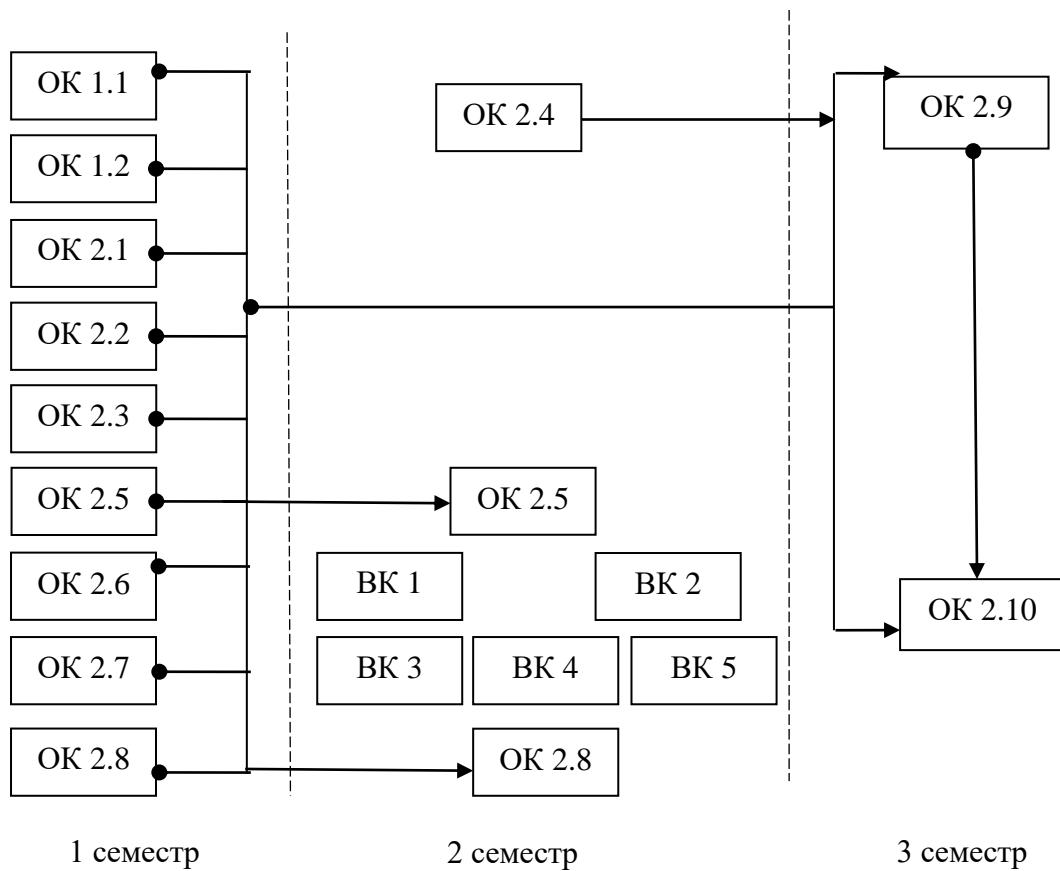 ОК 1.1
ОК 1.2
ОК 2.1
ОК 2.2
ОК 2.3
ОК 2.5
ОК 2.6
ОК 2.7
ОК 2.8
1 семестр
ОК 2.4
ОК 2.5
ВК 1
ВК 2
ВК 3
ВК 4
ВК 5
ОК 2.8
2 семестр
ОК 2.9
ОК 2.10
3 семестр